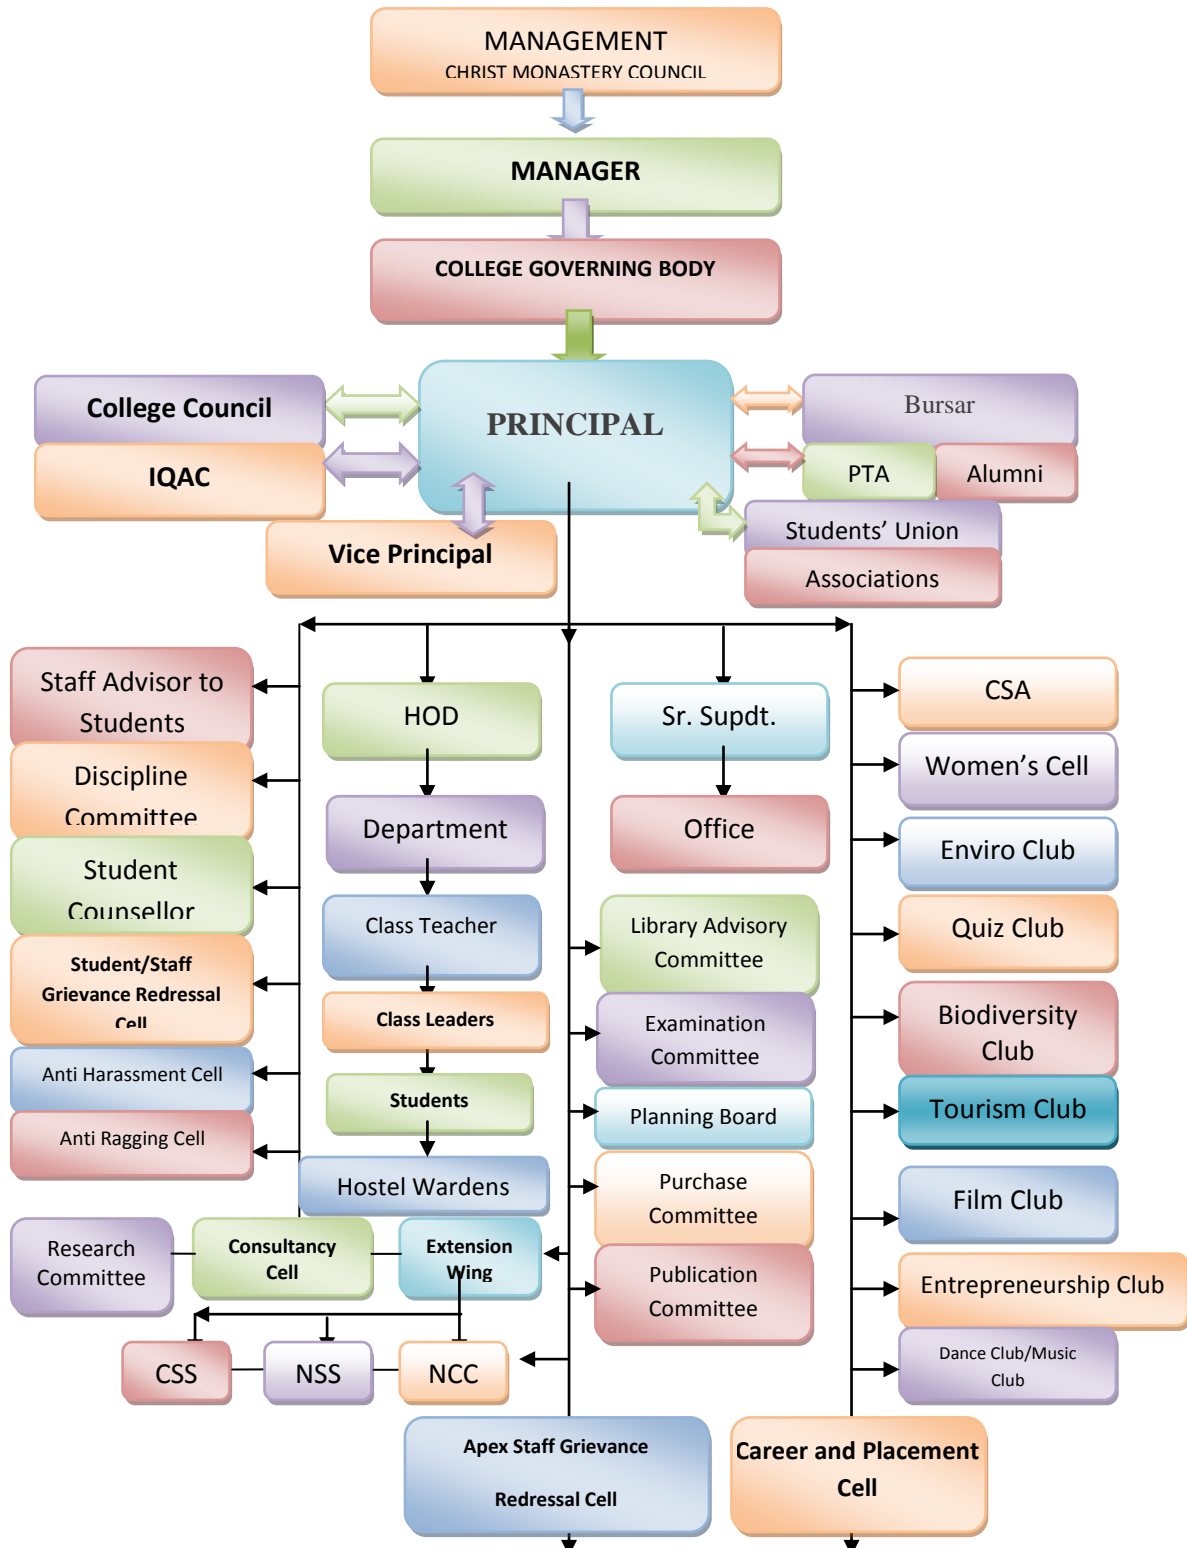 MANAGEMENT
CHRIST MONASTERY COUNCIL
MANAGER
COLLEGE GOVERNING BODY
PRINCIPAL
College Council
IQAC
Vice Principal
Bursar
PTA
Alumni
Students’ Union
Associations
Staff Advisor to
Students
Discipline
Committee
Student
Counsellor
Student/Staff
Grievance Redressal
Cell
Anti Harassment Cell
Anti Ragging Cell
HOD
Department
Class Teacher
Class Leaders
Students
Hostel Wardens
Sr. Supdt.
Office
Library Advisory
Committee
Examination
Committee
Planning Board
Purchase
Committee
Publication
Committee
CSA
Women’s Cell
Enviro Club
Quiz Club
Biodiversity
Club
Tourism Club
Film Club
Entrepreneurship Club
Dance Club/Music
Club
Research
Committee
Consultancy
Cell
Extension
Wing
CSS
NSS
NCC
Apex Staff Grievance
Redressal Cell
Career and Placement
Cell